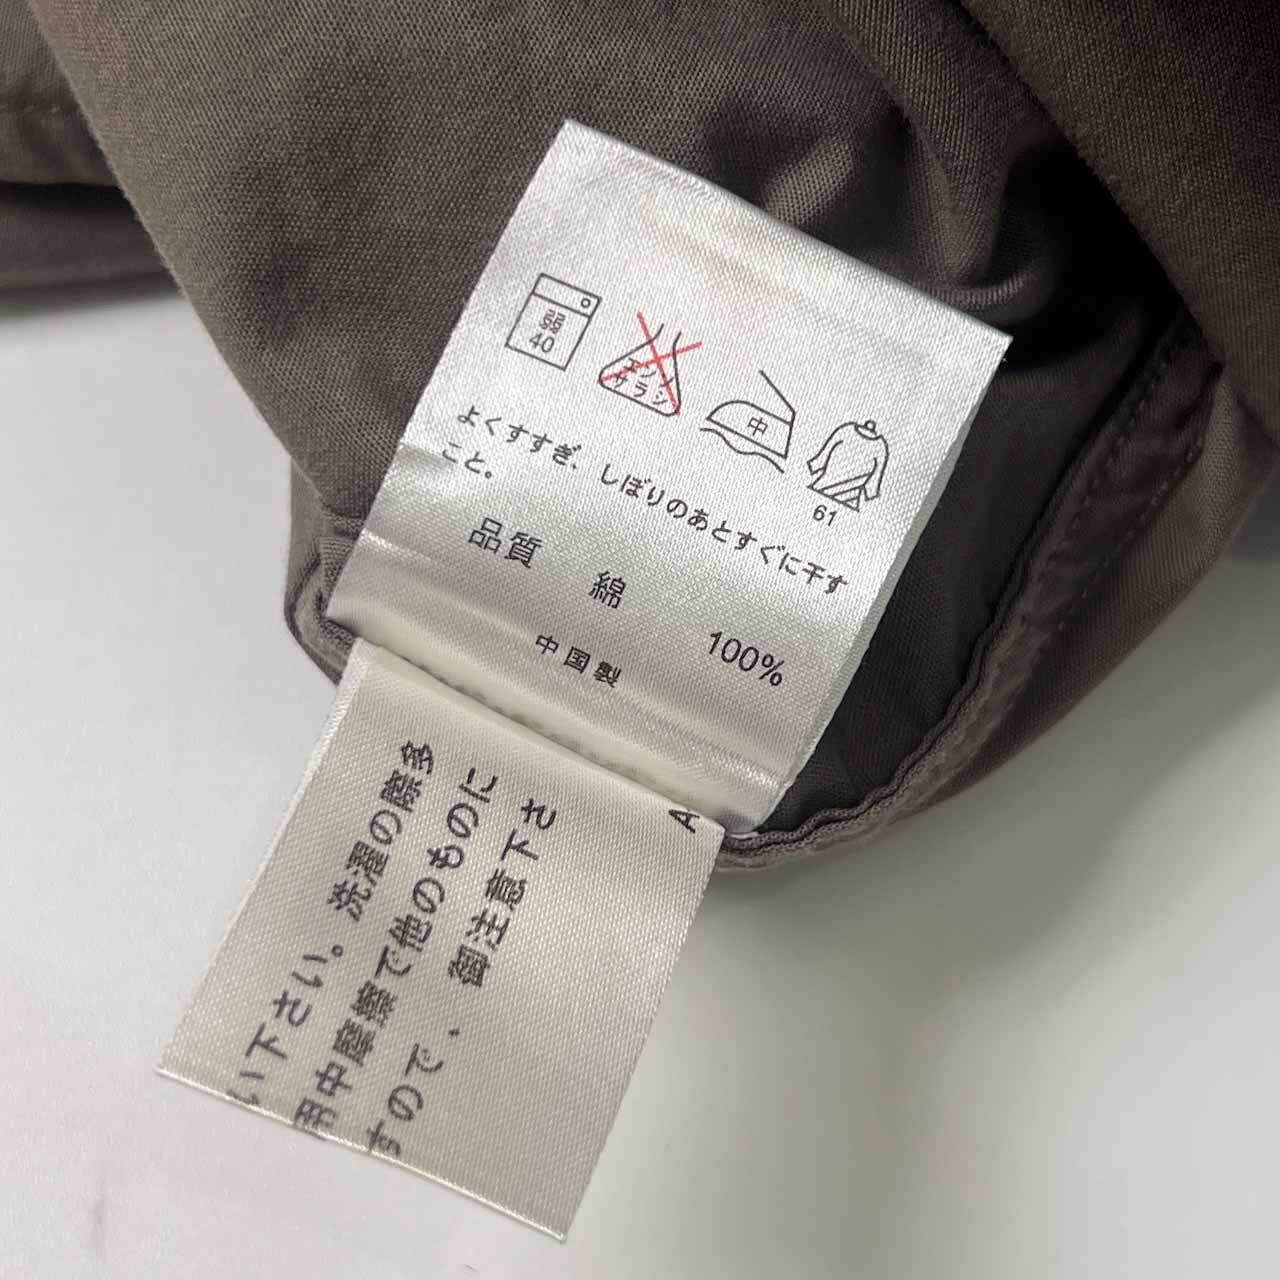 弱
40
エンソ
サラシ
中
61
よくすすぎ、しぼりのあとすぐに干す
こと。
品質 綿 100%
中国製
A
い下さい。洗濯の際多
用中摩擦で他のものに
すので、御注意下さ